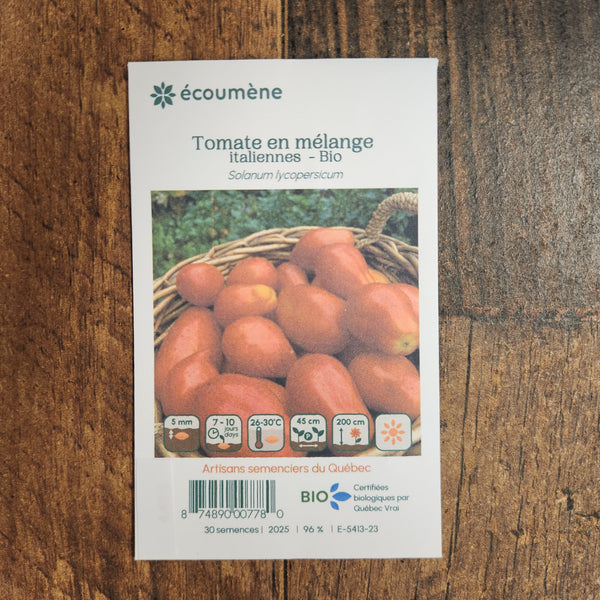 écoumène
Tomate en mélange
italiennes - Bio
Solanum lycopersicum
5 mm
7 - 10
jours
days
26-30°C
45 cm
P
200 cm
Artisans semenciers du Québec
8 74890 00778 0
BIO
Certifiées
biologiques par
Québec Vrai
30 semences | 2025 | 96 % | E-5413-23